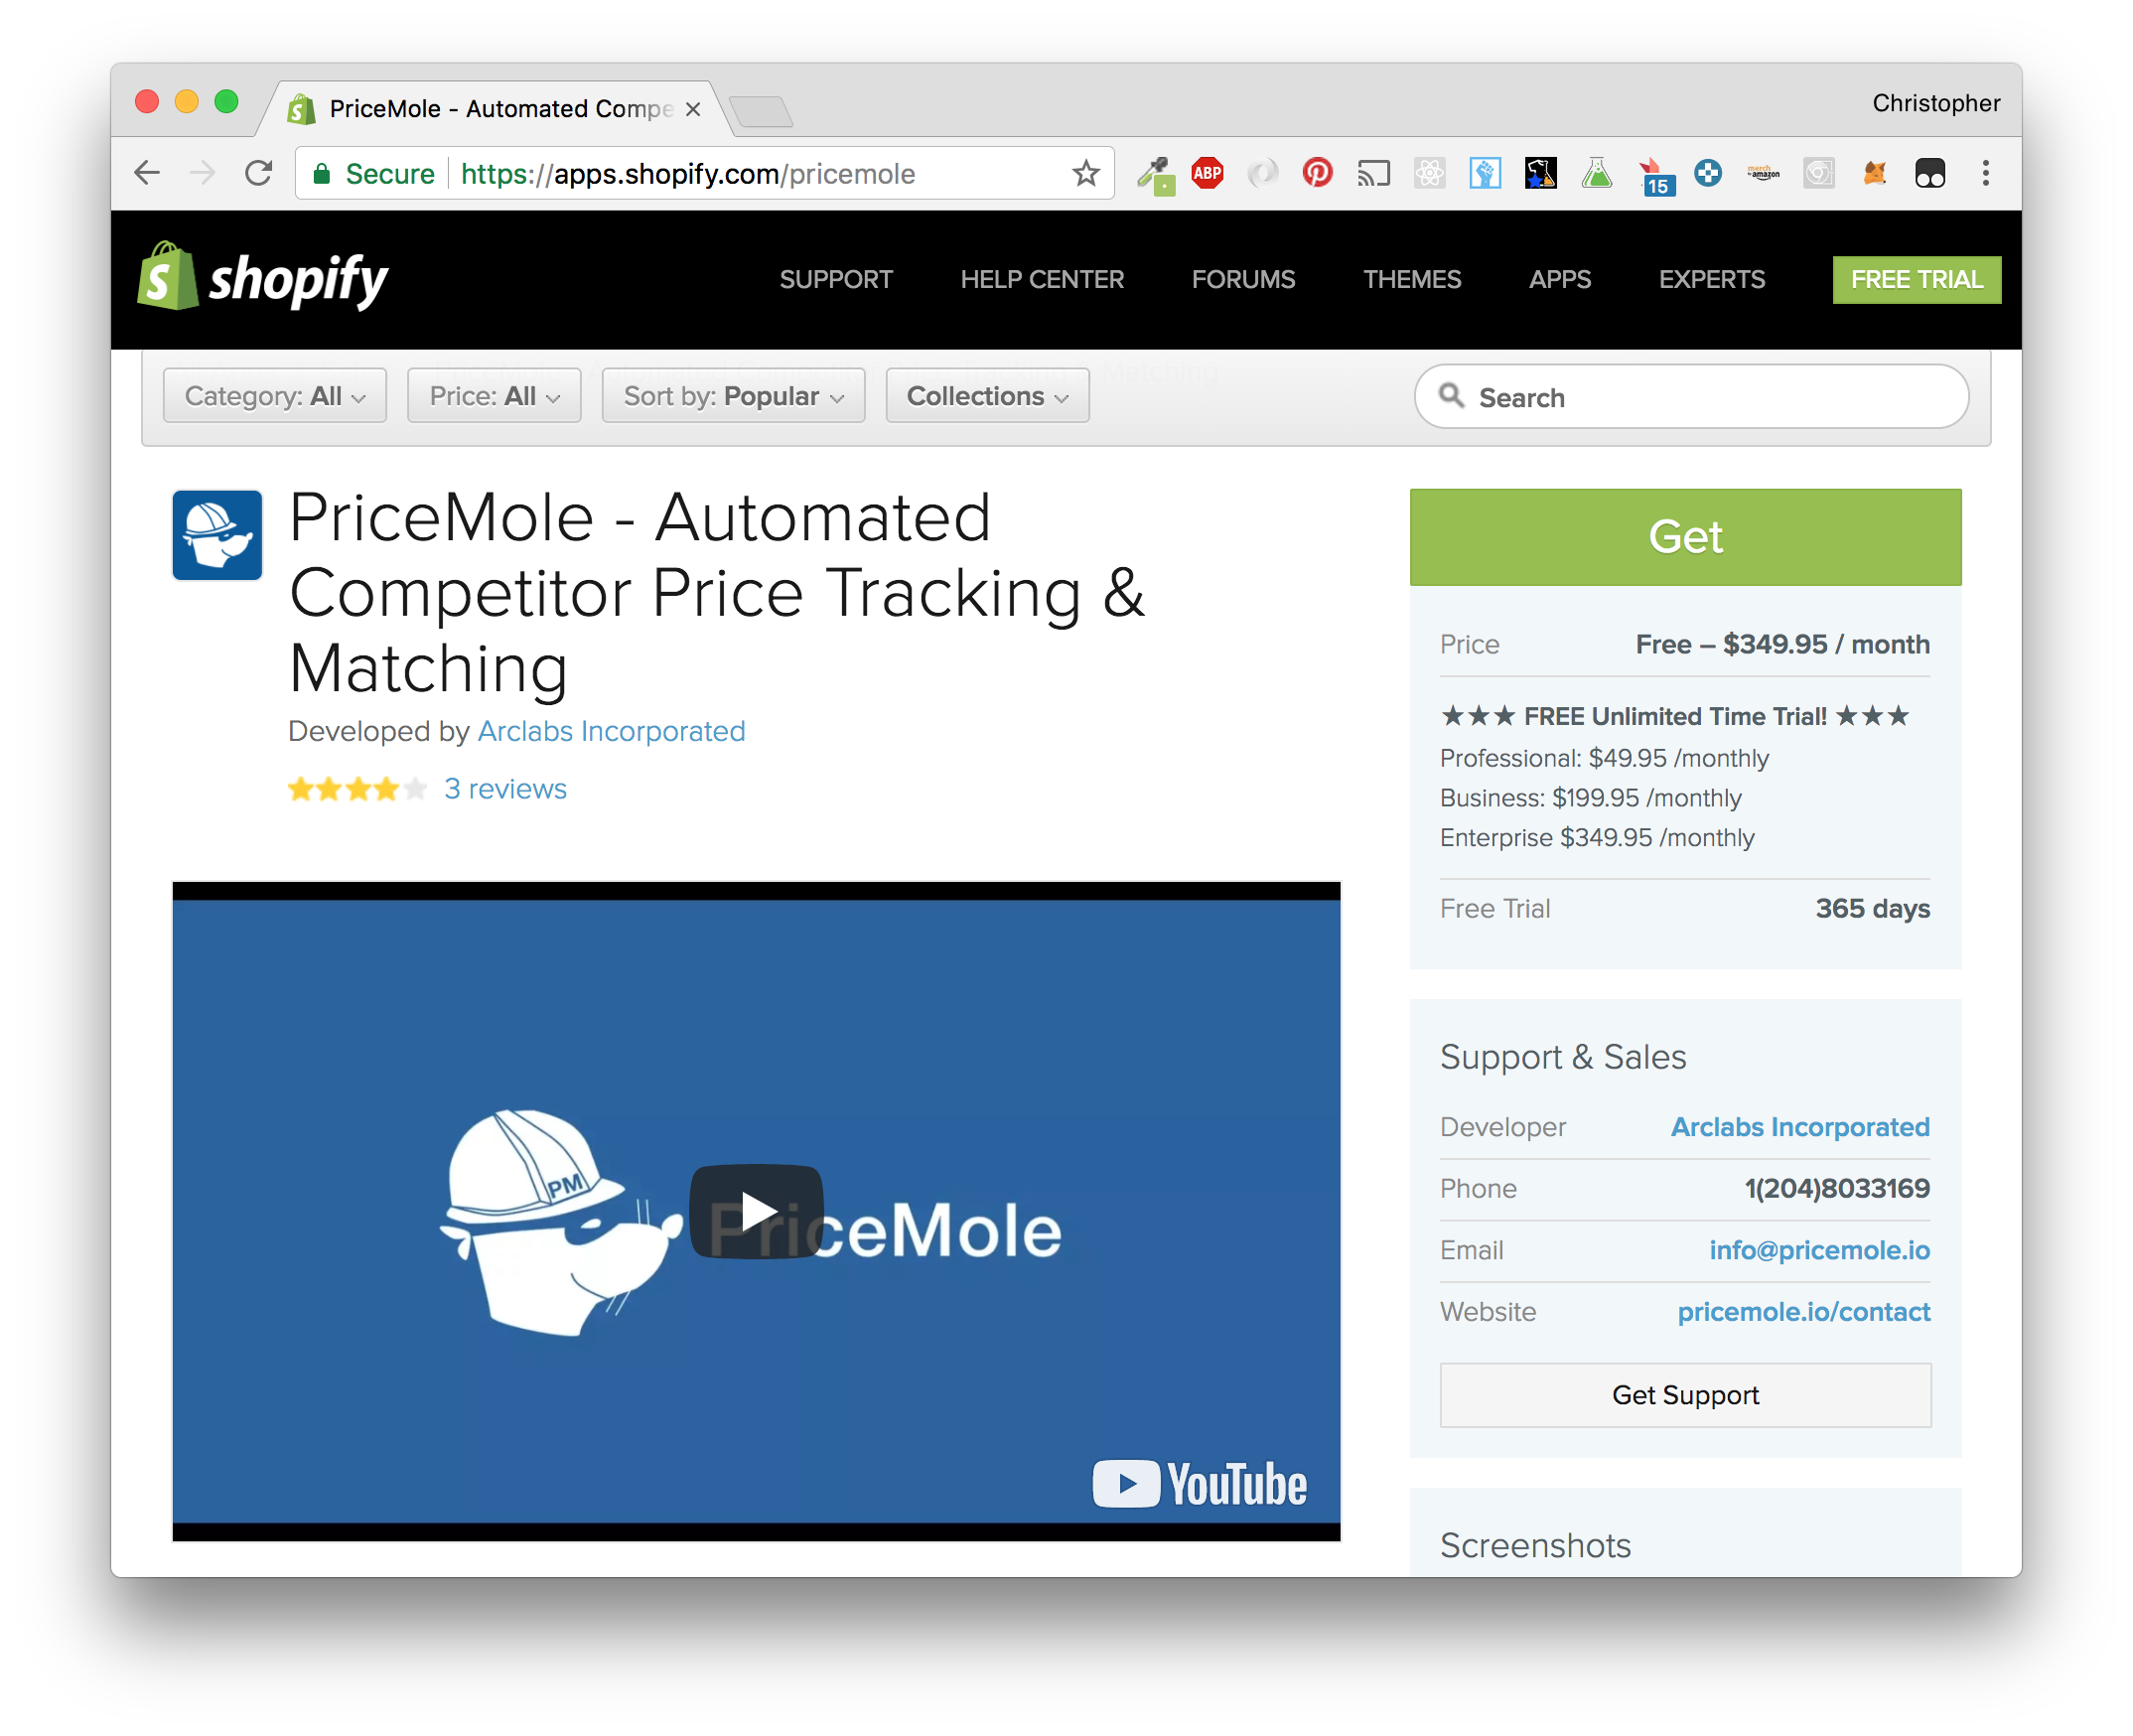 PriceMole - Automated Compe
Christopher
Secure https://apps.shopify.com/pricemole
ABP
15
merch by amazon
shopify
SUPPORT HELP CENTER FORUMS THEMES APPS EXPERTS FREE TRIAL
Category: All Price: All Sort by: Popular Collections Search
PriceMole - Automated
Competitor Price Tracking &
Matching
Developed by Arclabs Incorporated
3 reviews
PM
PriceMole
YouTube
Get
Price Free – $349.95 / month
★★★ FREE Unlimited Time Trial! ★★★
Professional: $49.95 /monthly
Business: $199.95 /monthly
Enterprise $349.95 /monthly
Free Trial 365 days
Support & Sales
Developer Arclabs Incorporated
Phone 1(204)8033169
Email info@pricemole.io
Website pricemole.io/contact
Get Support
Screenshots